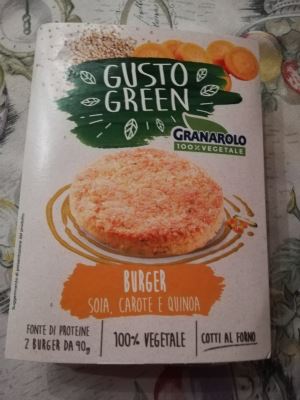 GUSTO
GREEN
GRANAROLO
100% VEGETALE
BURGER
SOIA, CAROTE E QUINOA
FONTE DI PROTEINE
2 BURGER DA 90g
100% VEGETALE
COTTI AL FORNO